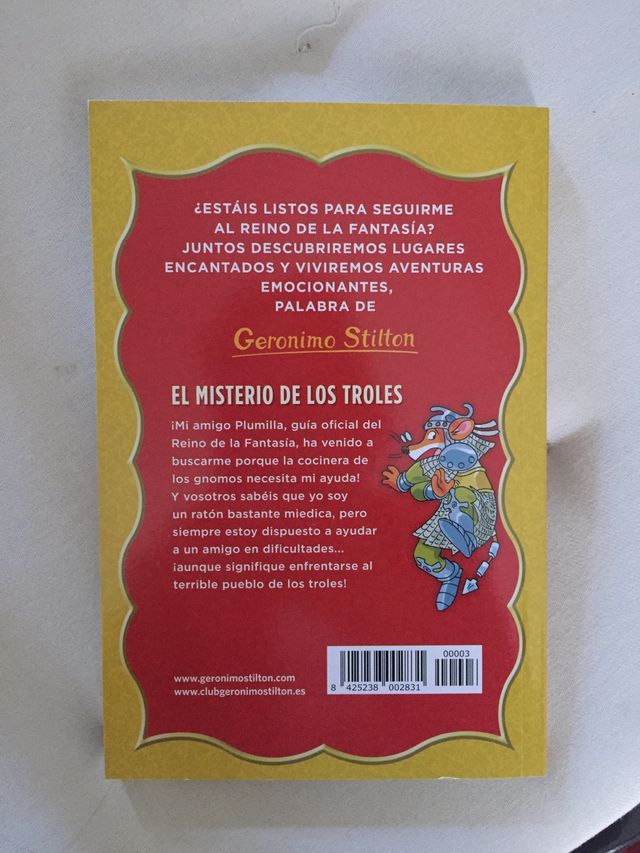 ¿ESTÁIS LISTOS PARA SEGUIRME
AL REINO DE LA FANTASÍA?
JUNTOS DESCUBRIREMOS LUGARES
ENCANTADOS Y VIVIREMOS AVENTURAS
EMOCIONANTES,
PALABRA DE
Geronimo Stilton
EL MISTERIO DE LOS TROLES
¡Mi amigo Plumilla, guía oficial del
Reino de la Fantasía, ha venido a
buscarme porque la cocinera de
los gnomos necesita mi ayuda!
Y vosotros sabéis que yo soy
un ratón bastante miedica, pero
siempre estoy dispuesto a ayudar
a un amigo en dificultades...
¡aunque signifique enfrentarse al
terrible pueblo de los troles!
www.geronimostilton.com
www.clubgeronimostilton.es
00003
8 425238 002831